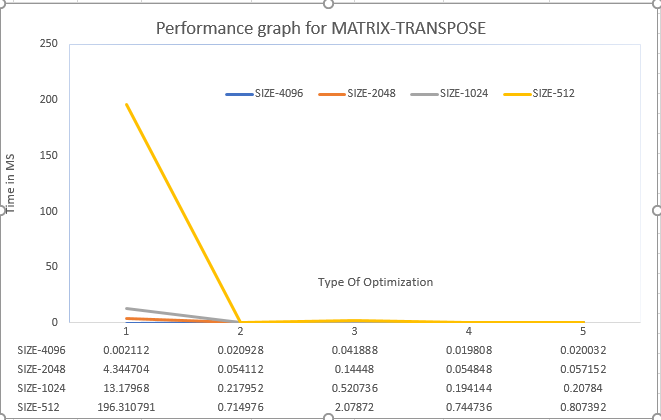 Performance graph for MATRIX-TRANSPOSE
250
SIZE-4096 SIZE-2048 SIZE-1024 SIZE-512
200
150
Time in MS
100
50
Type Of Optimization
0
1 2 3 4 5
SIZE-4096 0.002112 0.020928 0.041888 0.019808 0.020032
SIZE-2048 4.344704 0.054112 0.14448 0.054848 0.057152
SIZE-1024 13.17968 0.217952 0.520736 0.194144 0.20784
SIZE-512 196.310791 0.714976 2.07872 0.744736 0.807392